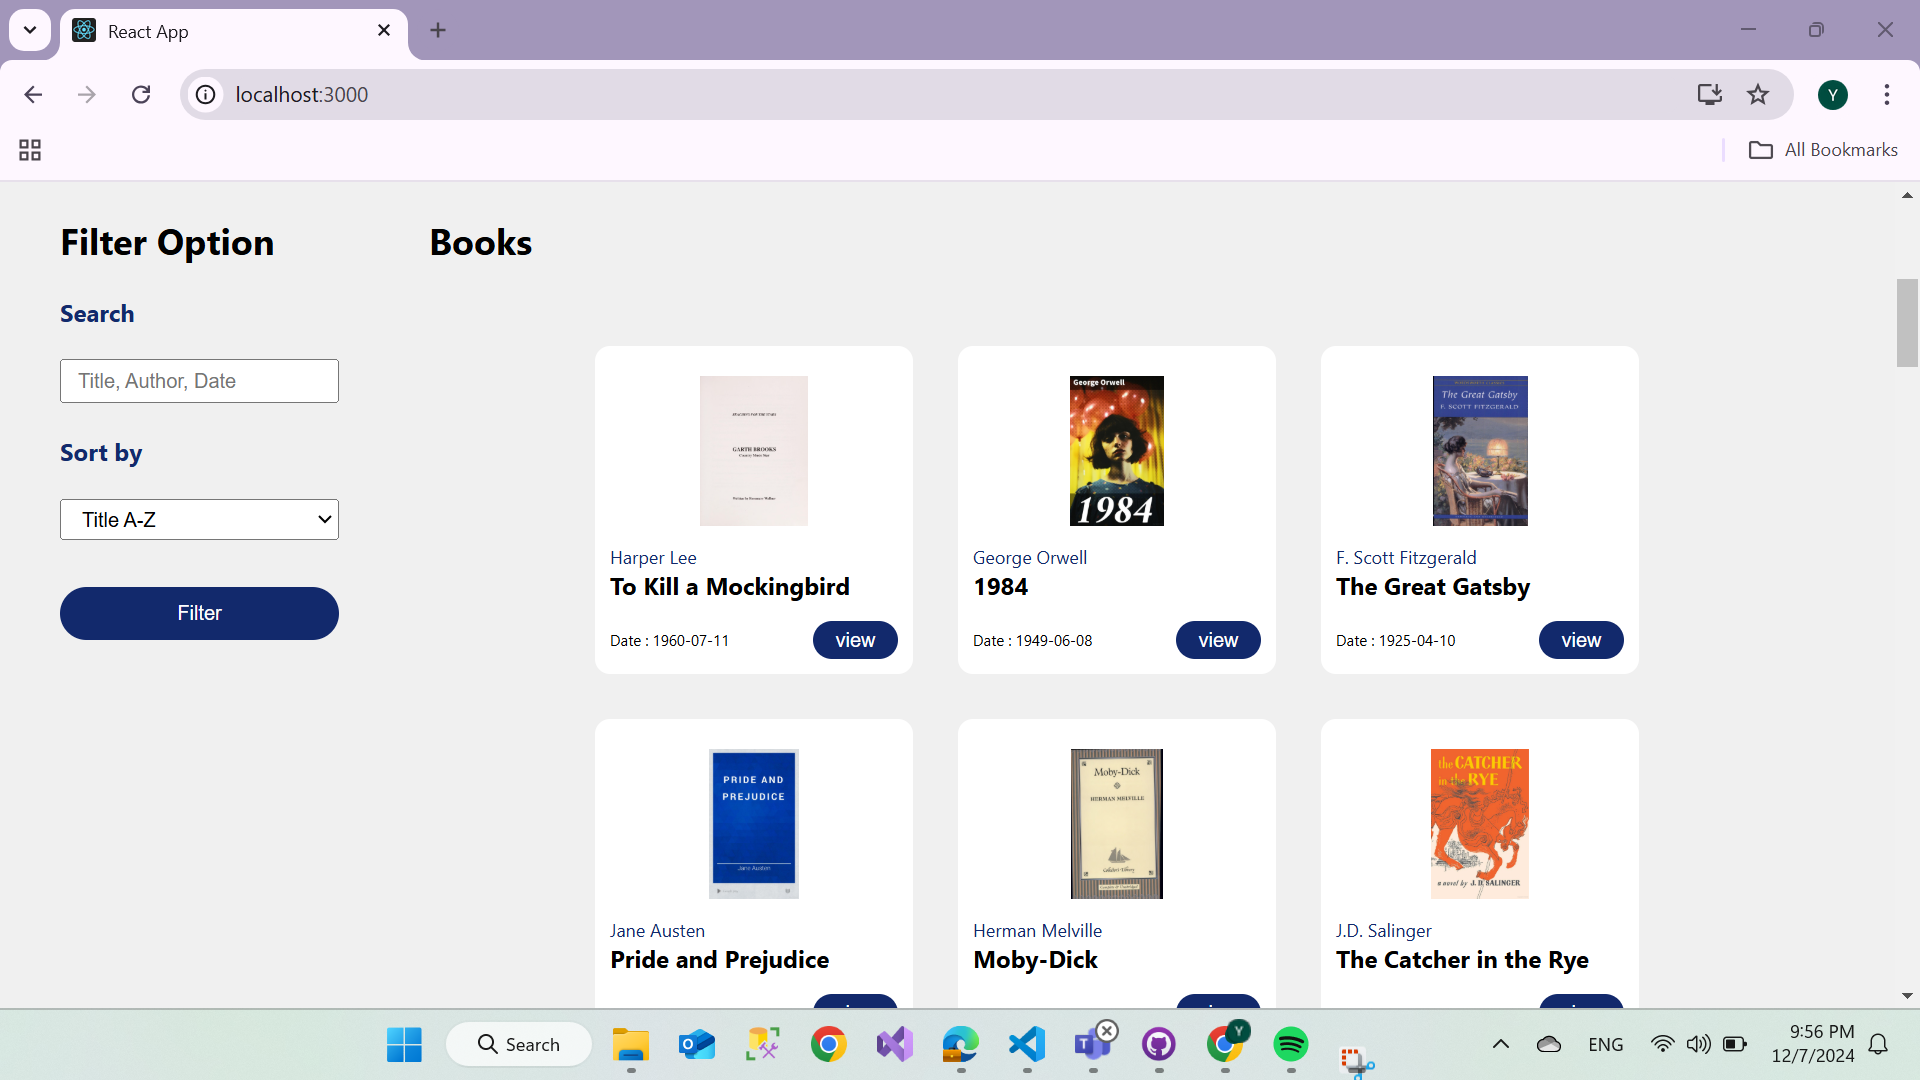 React App
localhost:3000
Y
All Bookmarks
Filter Option
Search
Title, Author, Date
Sort by
Title A-Z
Filter
Books
GARTH BROOKS
Harper Lee
To Kill a Mockingbird
Date : 1960-07-11
view
George Orwell
1984
George Orwell
1984
Date : 1949-06-08
view
The Great Gatsby
F. SCOTT FITZGERALD
F. Scott Fitzgerald
The Great Gatsby
Date : 1925-04-10
view
PRIDE AND
PREJUDICE
Jane Austen
Jane Austen
Pride and Prejudice
Moby-Dick
HERMAN MELVILLE
Herman Melville
Moby-Dick
the CATCHER
in the RYE
a novel by J. D. SALINGER
J.D. Salinger
The Catcher in the Rye
Search
Y
ENG
9:56 PM
12/7/2024